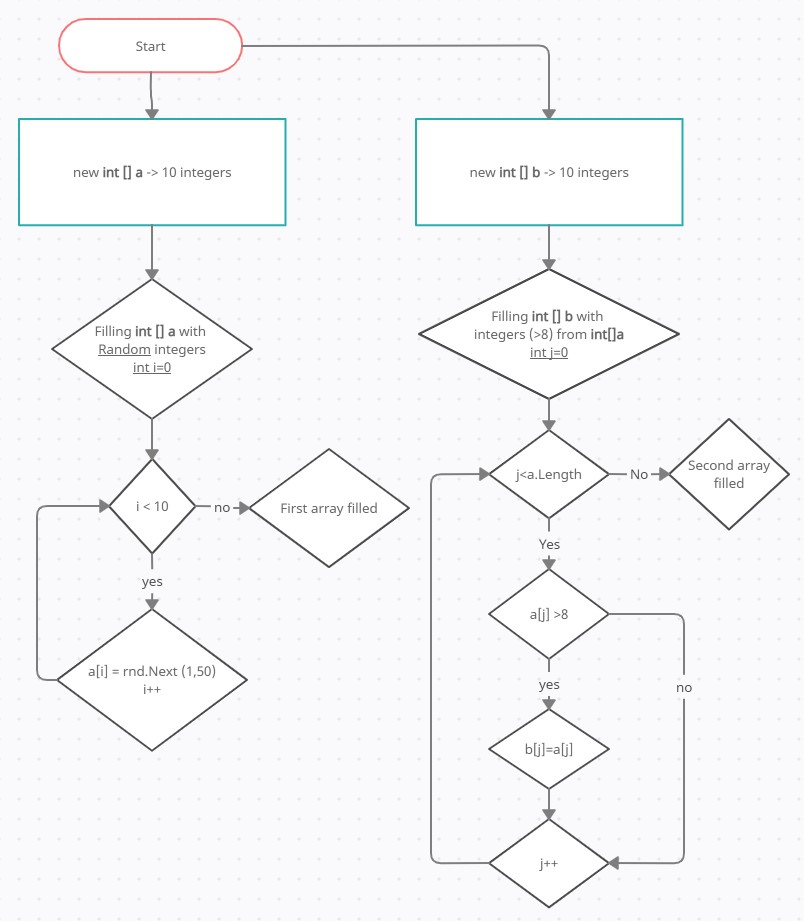 Start
new int [] a -> 10 integers
new int [] b -> 10 integers
Filling int [] a with
Random integers
int i=0
Filling int [] b with
integers (>8) from int[]a
int j=0
i < 10
no
First array filled
yes
a[i] = rnd.Next (1,50)
i++
j<a.Length
No
Second array
filled
Yes
a[j] >8
yes
no
b[j]=a[j]
j++